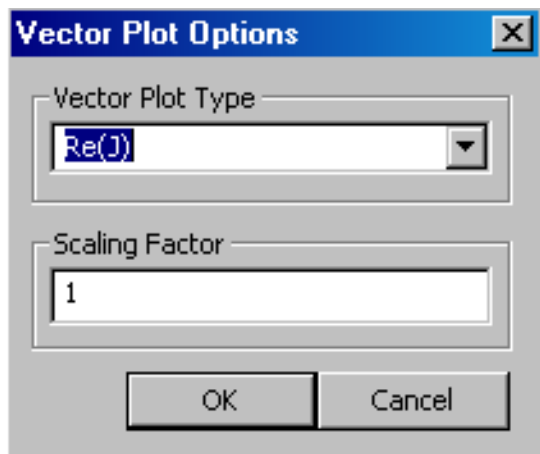 Vector Plot Options
Vector Plot Type
Re(J)
Scaling Factor
1
OK
Cancel